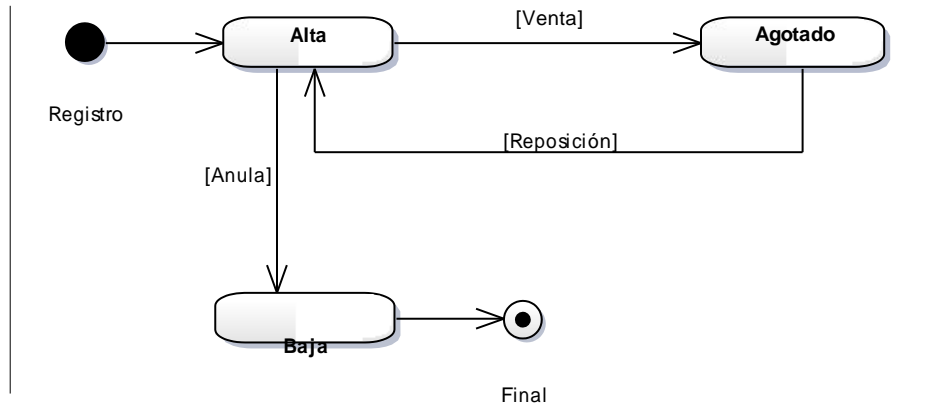 [Venta]
Alta
Agotado
Registro
[Reposición]
[Anula]
Baja
Final